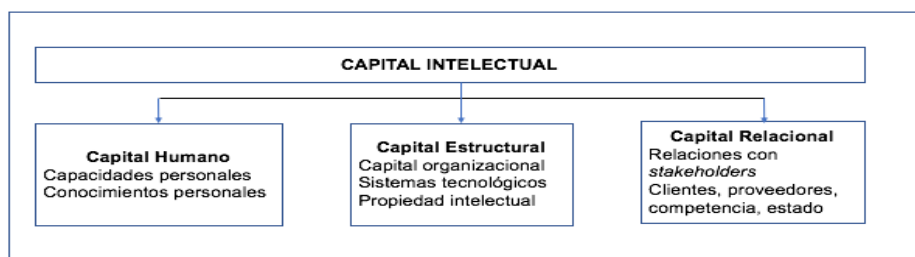 CAPITAL INTELECTUAL
Capital Humano
Capacidades personales
Conocimientos personales
Capital Estructural
Capital organizacional
Sistemas tecnológicos
Propiedad intelectual
Capital Relacional
Relaciones con
stakeholders
Clientes, proveedores,
competencia, estado